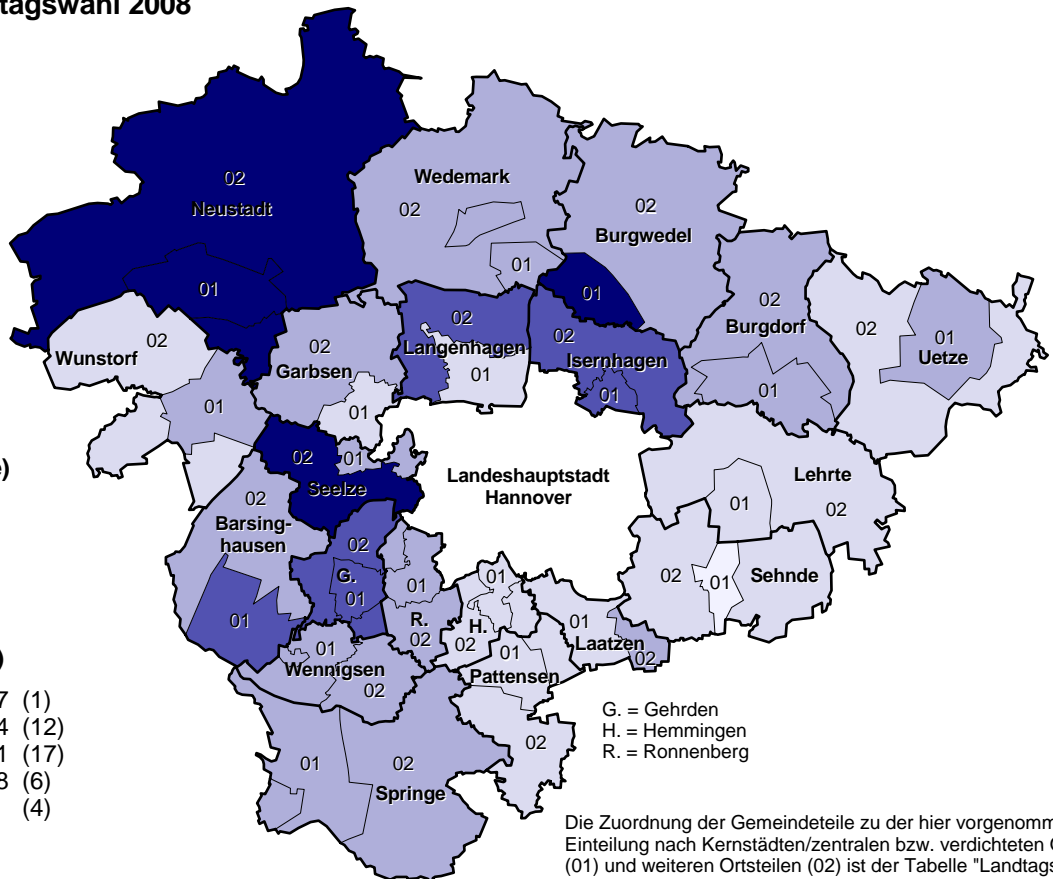 tagswahl 2008
02
Neustadt
01
Wedemark
02
01
02
Burgwedel
01
02
Burgdorf
01
02
01
Uetze
02
Wunstorf
01
02
Garbsen
01
02
Langenhagen
01
02
Isernhagen
01
02
01
Seelze
Landeshauptstadt
Hannover
Lehrte
01
02
02
01
Sehnde
02
Barsing-
hausen
01
02
G.
01
01
R.
02
01
H.
02
01
Laatzen
02
01
Pattensen
02
01
Wennigsen
02
01
02
Springe
)
)
7 (1)
4 (12)
1 (17)
8 (6)
(4)
G. = Gehrden
H. = Hemmingen
R. = Ronnenberg
Die Zuordnung der Gemeindeteile zu der hier vorgenomm
Einteilung nach Kernstädten/zentralen bzw. verdichteten
(01) und weiteren Ortsteilen (02) ist der Tabelle "Landtags